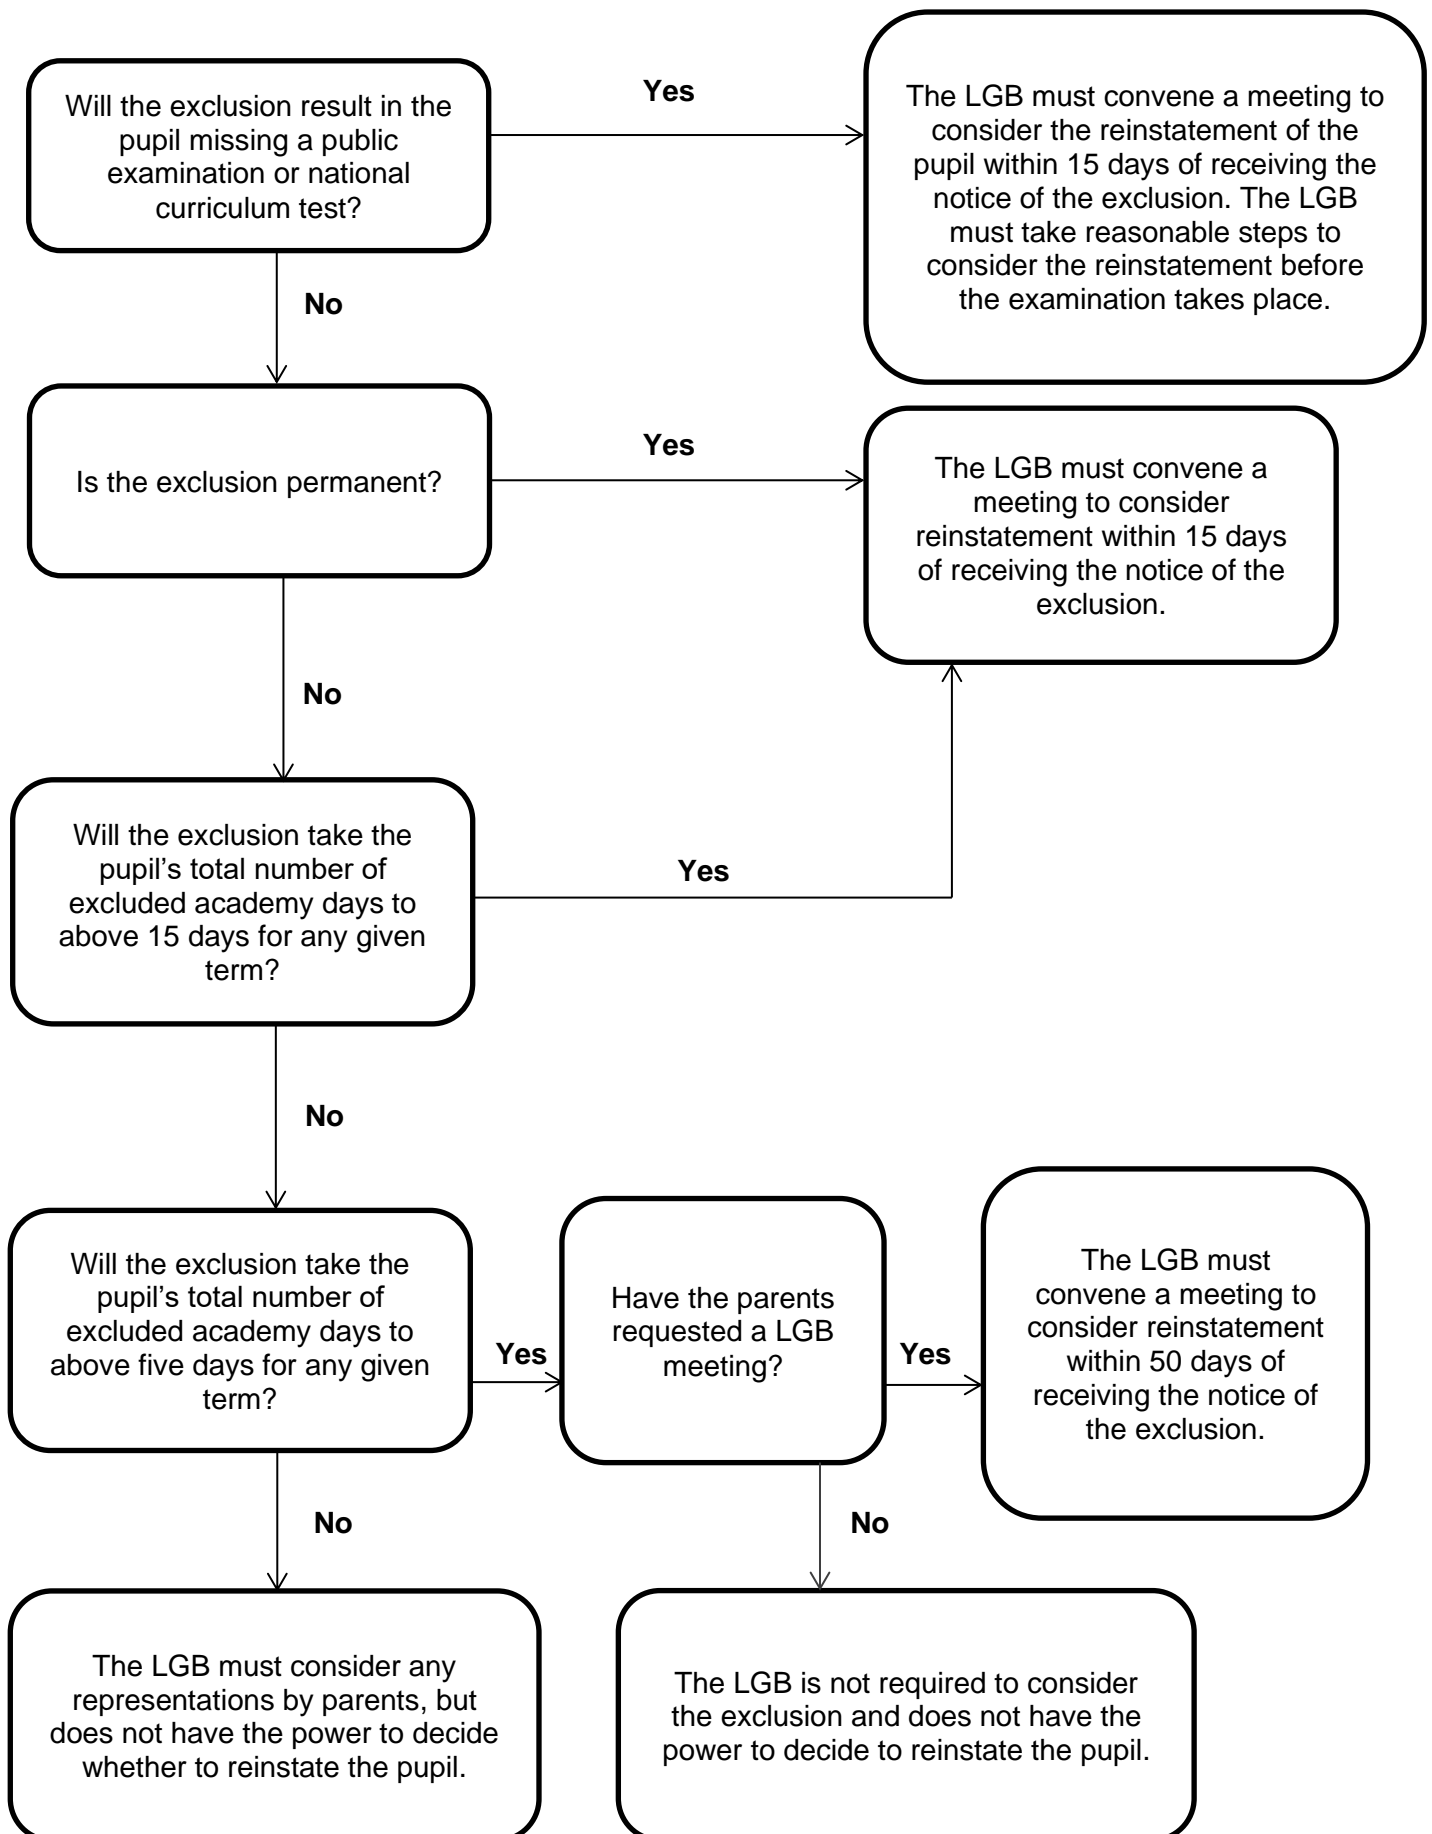 Will the exclusion result in the
pupil missing a public
examination or national
curriculum test?
Yes
The LGB must convene a meeting to
consider the reinstatement of the
pupil within 15 days of receiving the
notice of the exclusion. The LGB
must take reasonable steps to
consider the reinstatement before
the examination takes place.
No
Is the exclusion permanent?
Yes
The LGB must convene a
meeting to consider
reinstatement within 15 days
of receiving the notice of the
exclusion.
No
Will the exclusion take the
pupil’s total number of
excluded academy days to
above 15 days for any given
term?
Yes
No
Will the exclusion take the
pupil’s total number of
excluded academy days to
above five days for any given
term?
Yes
Have the parents
requested a LGB
meeting?
Yes
The LGB must
convene a meeting to
consider reinstatement
within 50 days of
receiving the notice of
the exclusion.
No
No
The LGB must consider any
representations by parents, but
does not have the power to decide
whether to reinstate the pupil.
The LGB is not required to consider
the exclusion and does not have the
power to decide to reinstate the pupil.